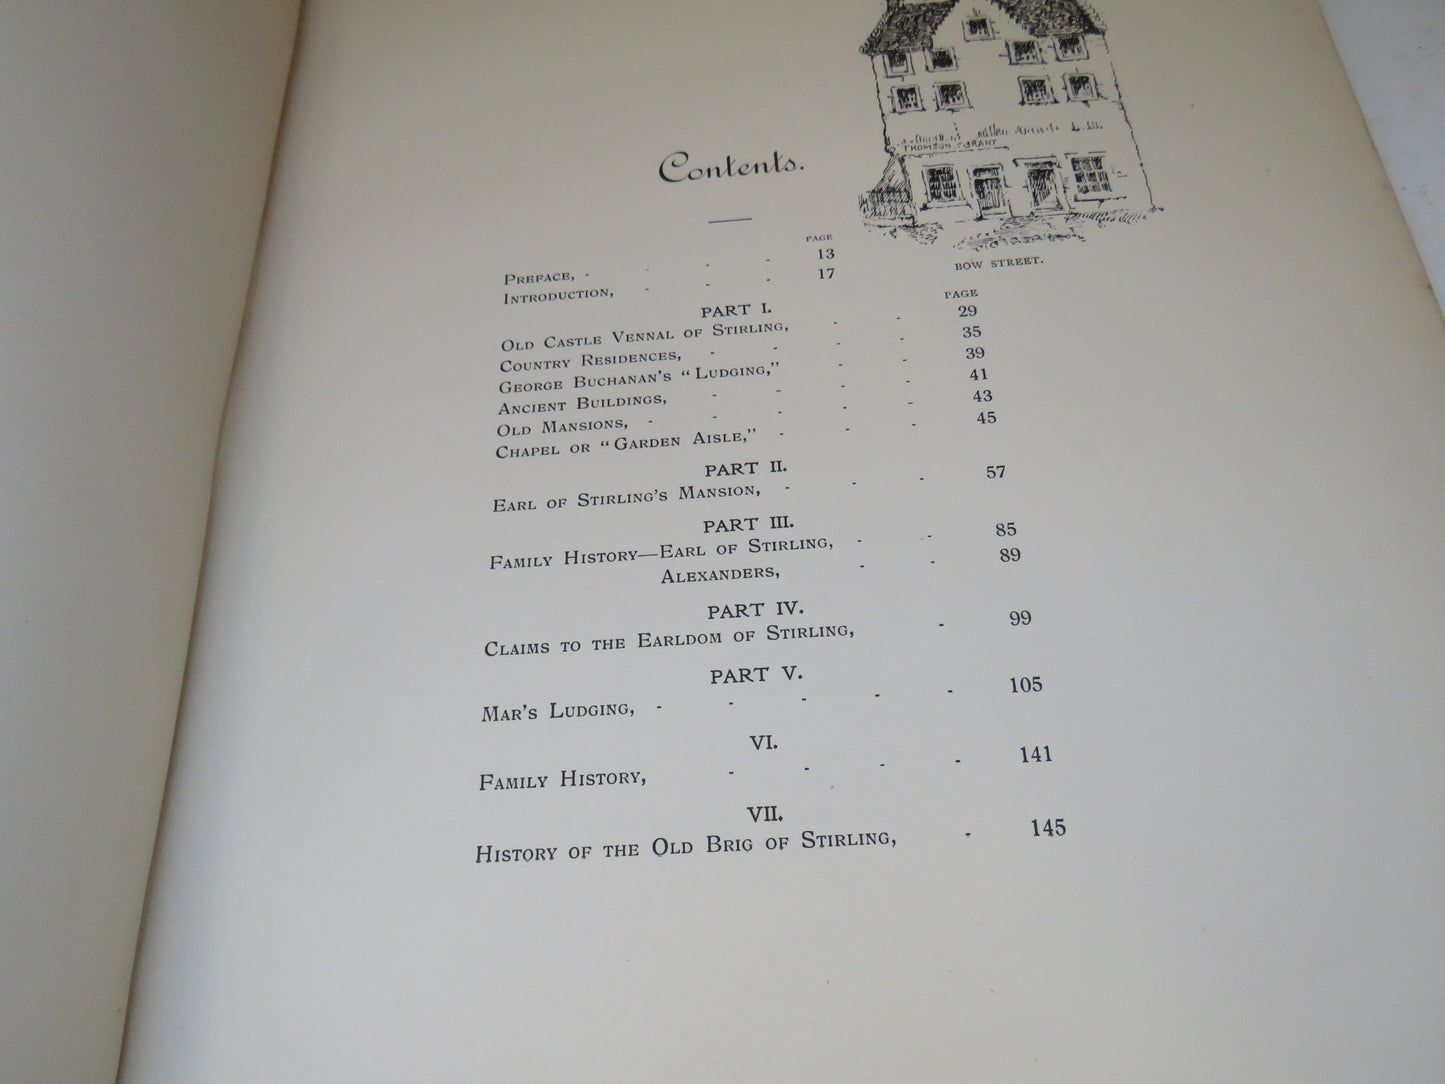 Contents.
THOMSON
BOW STREET.
PAGE
PREFACE, - - - - 13
INTRODUCTION, - - - 17
PART I.
PAGE
OLD CASTLE VENNAL OF STIRLING, - - 29
COUNTRY RESIDENCES, - - - - 35
GEORGE BUCHANAN'S "LUDGING," - - 39
ANCIENT BUILDINGS, - - - - 41
OLD MANSIONS, - - - - - 43
CHAPEL OR "GARDEN AISLE," - - - 45
PART II.
EARL OF STIRLING'S MANSION, - - - 57
PART III.
FAMILY HISTORY—EARL OF STIRLING, - - 85
ALEXANDERS, - - 89
PART IV.
CLAIMS TO THE EARLDOM OF STIRLING, - 99
PART V.
MAR'S LUDGING, - - - - - 105
VI.
FAMILY HISTORY, - - - - 141
VII.
HISTORY OF THE OLD BRIG OF STIRLING, - 145